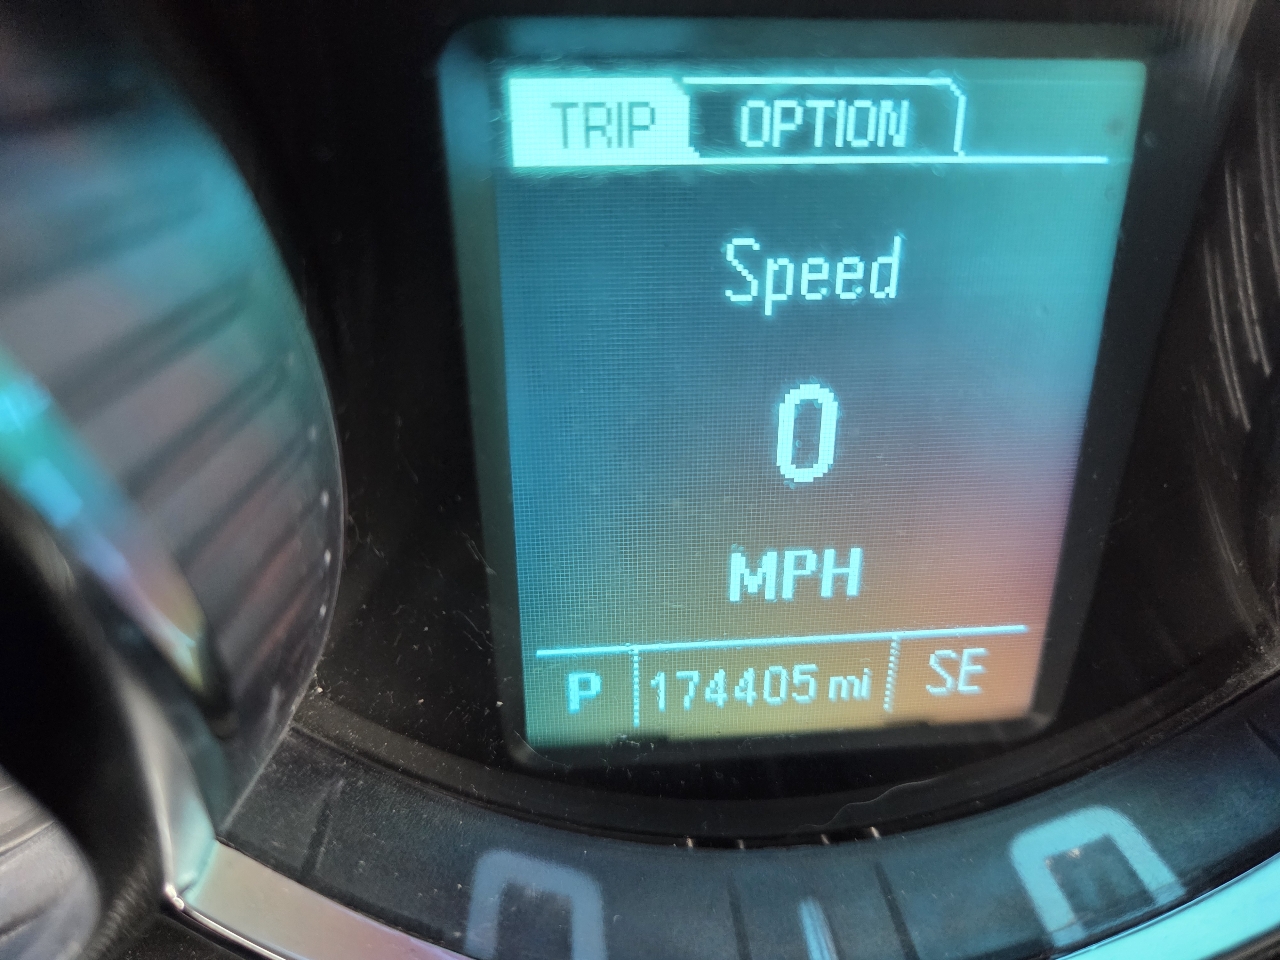 TRIP OPTION
Speed
0
MPH
P 174405 mi SE